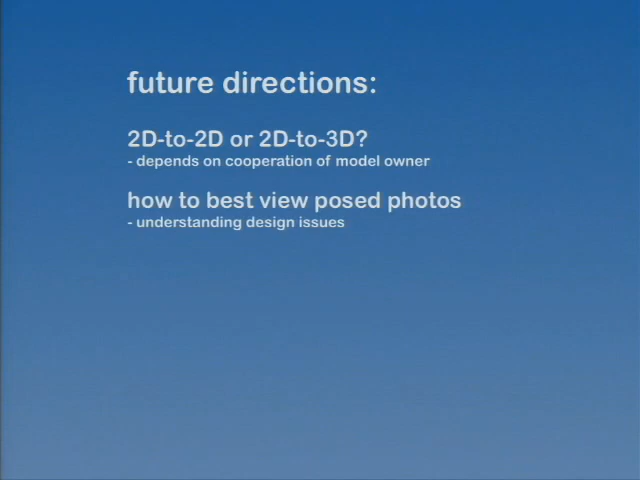 future directions:
2D-to-2D or 2D-to-3D?
- depends on cooperation of model owner
how to best view posed photos
- understanding design issues